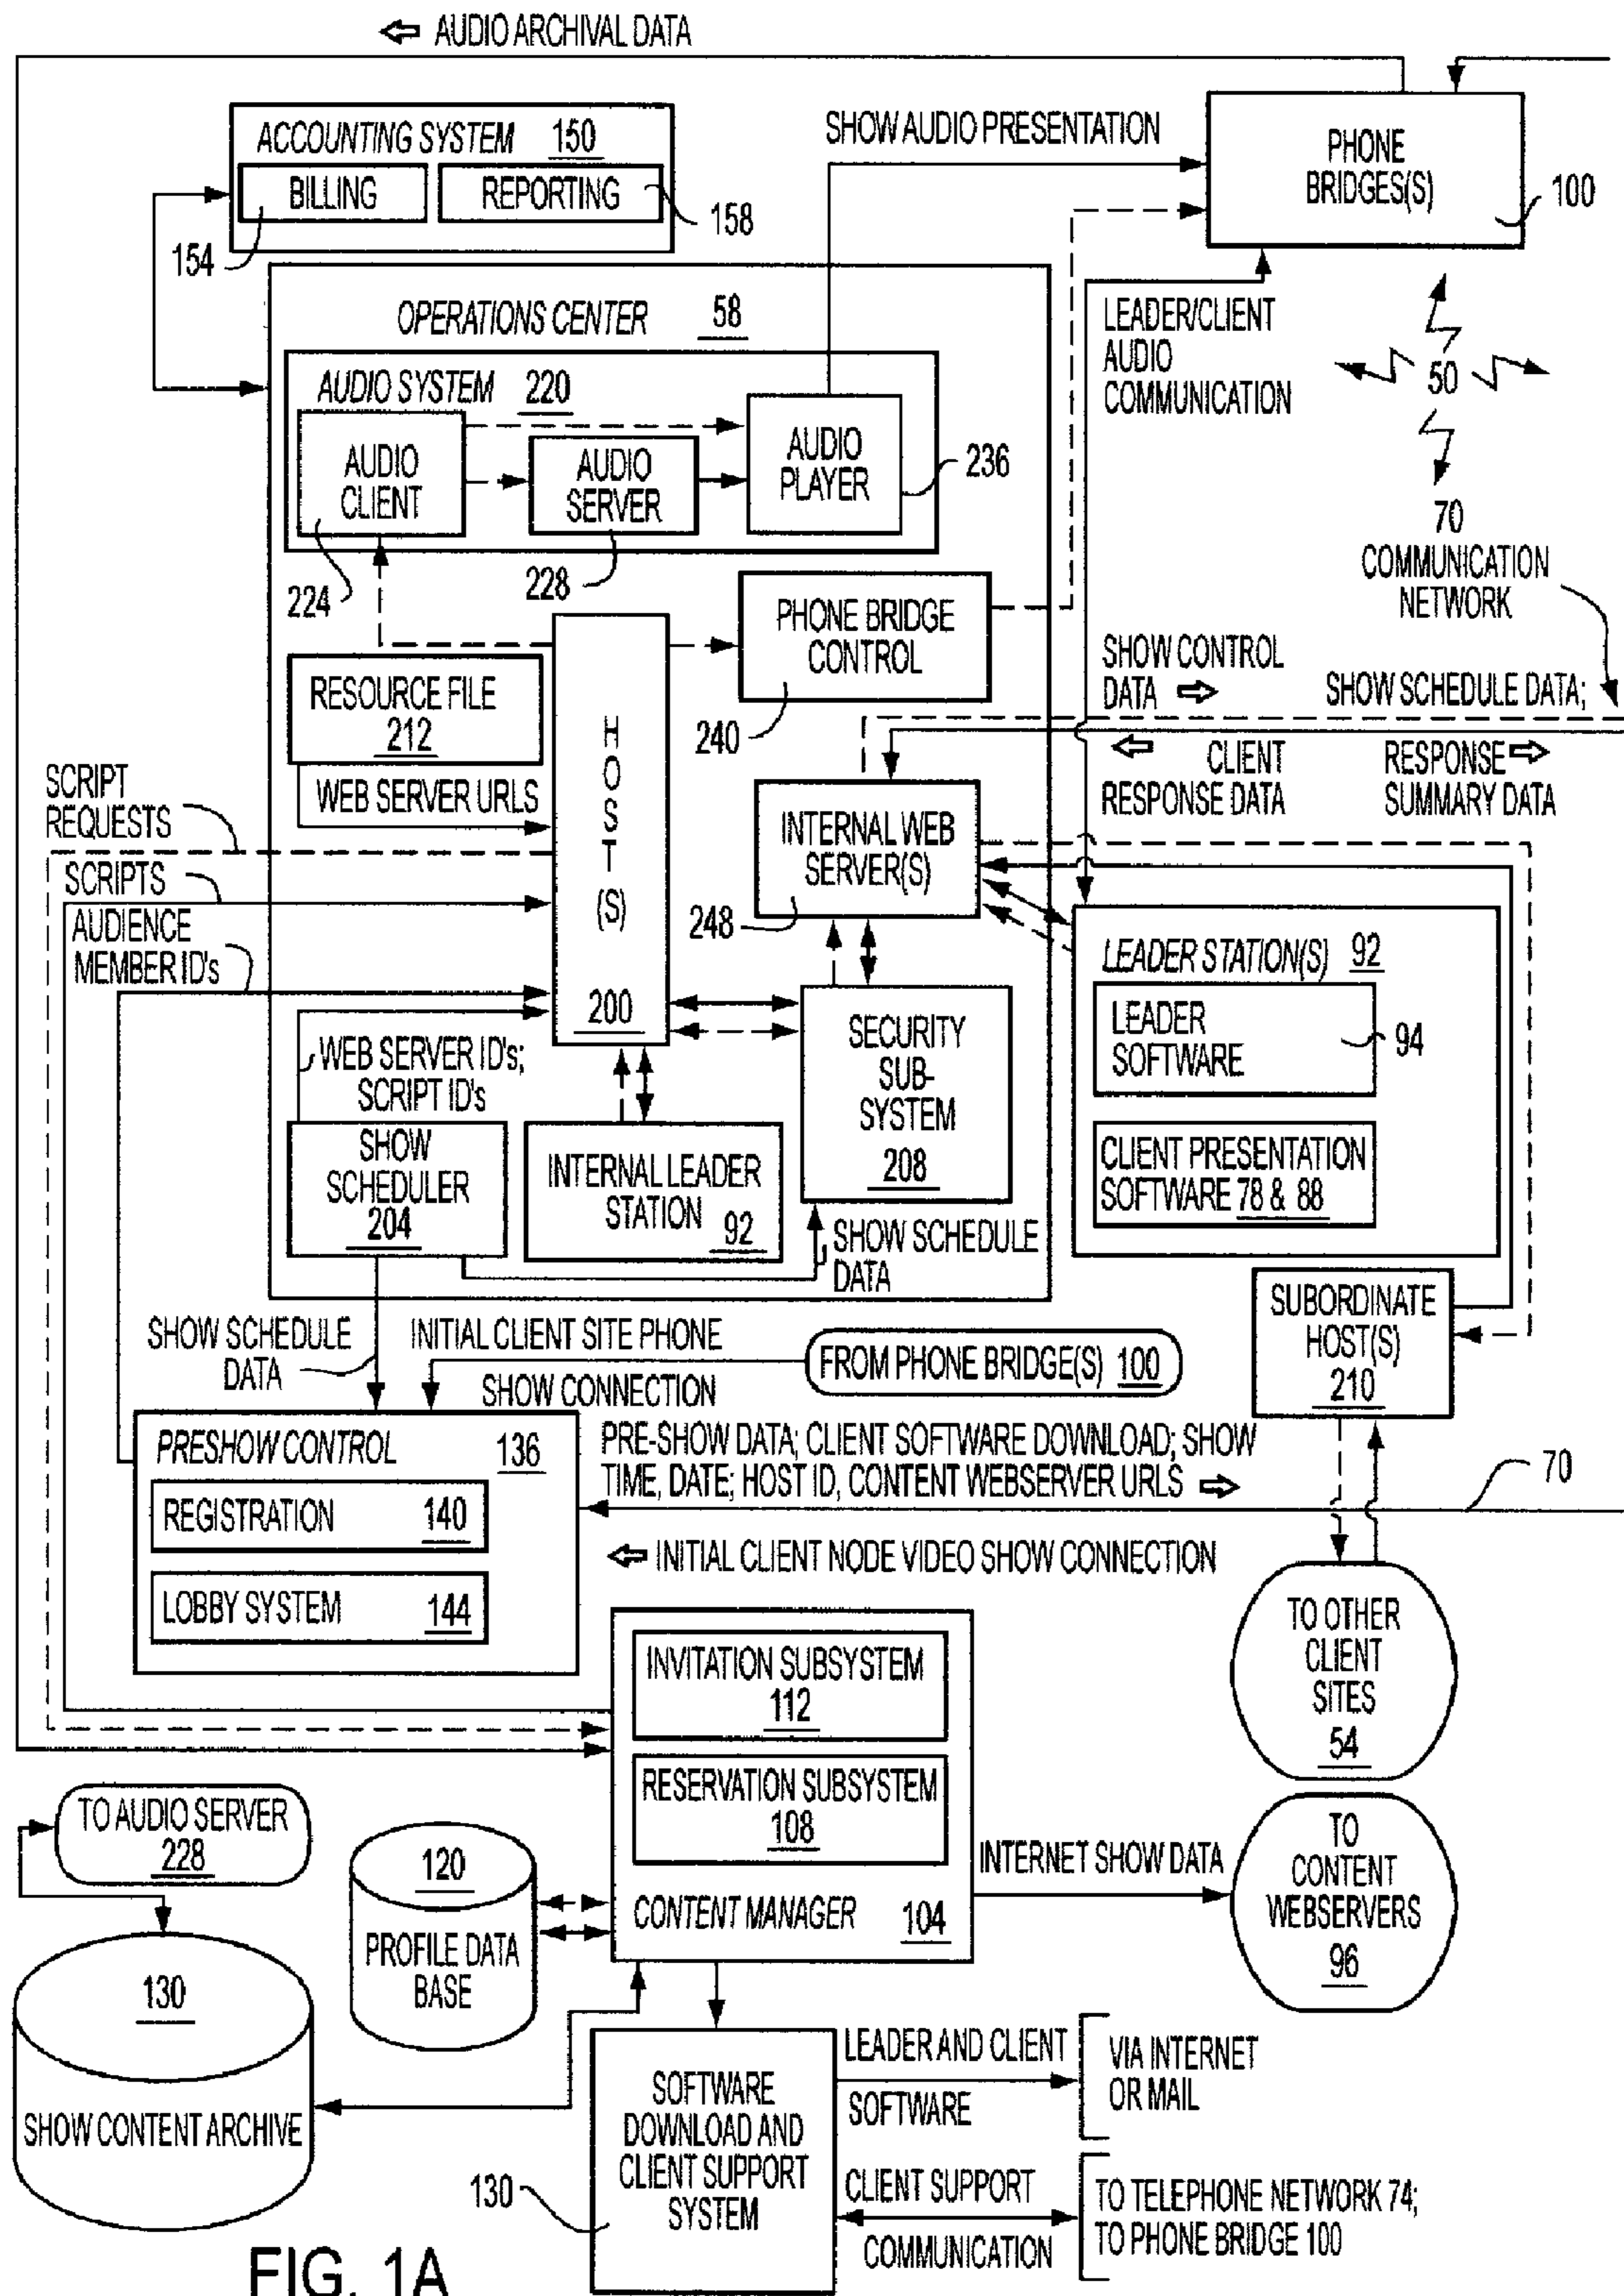 ⇦ AUDIO ARCHIVAL DATA
ACCOUNTING SYSTEM 150
BILLING
REPORTING
154
158
SHOW AUDIO PRESENTATION
PHONE
BRIDGES(S)
100
OPERATIONS CENTER 58
AUDIO SYSTEM 220
AUDIO
CLIENT
224
AUDIO
SERVER
228
AUDIO
PLAYER
236
LEADER/CLIENT
AUDIO
COMMUNICATION
50
70
COMMUNICATION
NETWORK
PHONE BRIDGE
CONTROL
240
SHOW CONTROL
DATA ⇨
SHOW SCHEDULE DATA;
⇦ CLIENT
RESPONSE DATA
RESPONSE ⇨
SUMMARY DATA
RESOURCE FILE
212
WEB SERVER URLS
HOST
(S)
200
SCRIPT
REQUESTS
SCRIPTS
AUDIENCE
MEMBER ID's
INTERNAL WEB
SERVER(S)
248
LEADER STATION(S) 92
LEADER
SOFTWARE
94
CLIENT PRESENTATION
SOFTWARE 78 & 88
WEB SERVER ID's;
SCRIPT ID's
SECURITY
SUB-
SYSTEM
208
SHOW
SCHEDULER
204
INTERNAL LEADER
STATION 92
SHOW SCHEDULE
DATA
SUBORDINATE
HOST(S)
210
SHOW SCHEDULE
DATA
INITIAL CLIENT SITE PHONE
SHOW CONNECTION
FROM PHONE BRIDGE(S) 100
PRESHOW CONTROL 136
REGISTRATION 140
LOBBY SYSTEM 144
PRE-SHOW DATA; CLIENT SOFTWARE DOWNLOAD; SHOW
TIME, DATE; HOST ID, CONTENT WEBSERVER URLS ⇨
70
⇦ INITIAL CLIENT NODE VIDEO SHOW CONNECTION
TO OTHER
CLIENT
SITES
54
INVITATION SUBSYSTEM
112
RESERVATION SUBSYSTEM
108
CONTENT MANAGER 104
INTERNET SHOW DATA
TO
CONTENT
WEBSERVERS
96
TO AUDIO SERVER
228
120
PROFILE DATA
BASE
130
SHOW CONTENT ARCHIVE
SOFTWARE
DOWNLOAD AND
CLIENT SUPPORT
SYSTEM
130
LEADER AND CLIENT
SOFTWARE
VIA INTERNET
OR MAIL
CLIENT SUPPORT
COMMUNICATION
TO TELEPHONE NETWORK 74;
TO PHONE BRIDGE 100
FIG. 1A